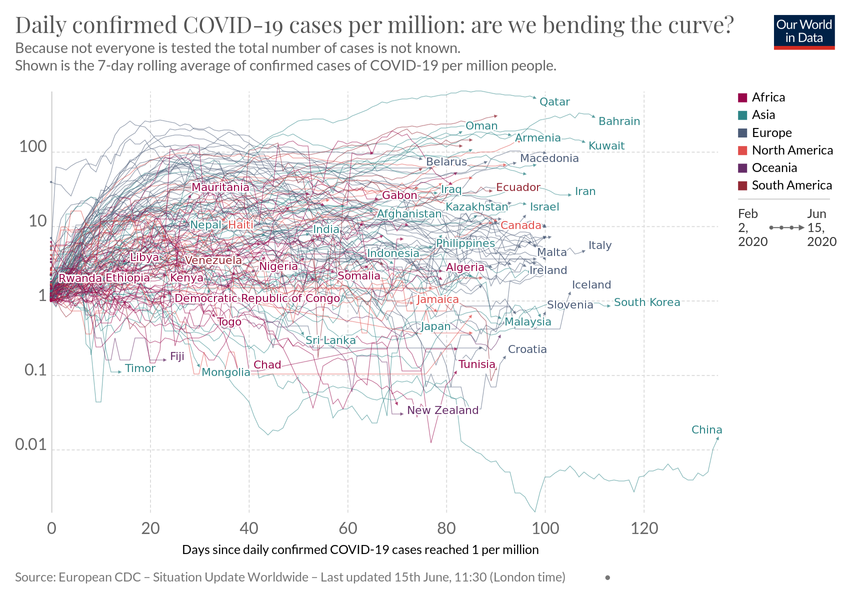 Daily confirmed COVID-19 cases per million: are we bending the curve?
Because not everyone is tested the total number of cases is not known.
Shown is the 7-day rolling average of confirmed cases of COVID-19 per million people.
Our World
in Data
Africa
Asia
Europe
North America
Oceania
South America
Feb
2,
2020
Jun
15,
2020
100
10
1
0.1
0.01
Qatar
Bahrain
Oman
Armenia
Kuwait
Belarus
Macedonia
Mauritania
Gabon
Iraq
Ecuador
Iran
Kazakhstan
Israel
Afghanistan
Nepal
Haiti
India
Canada
Philippines
Italy
Malta
Libya
Venezuela
Indonesia
Nigeria
Algeria
Ireland
Rwanda
Ethiopia
Kenya
Somalia
Iceland
Democratic Republic of Congo
Jamaica
Slovenia
South Korea
Togo
Japan
Malaysia
Sri Lanka
Croatia
Fiji
Timor
Mongolia
Chad
Tunisia
New Zealand
China
0
20
40
60
80
100
120
Days since daily confirmed COVID-19 cases reached 1 per million
Source: European CDC – Situation Update Worldwide – Last updated 15th June, 11:30 (London time)